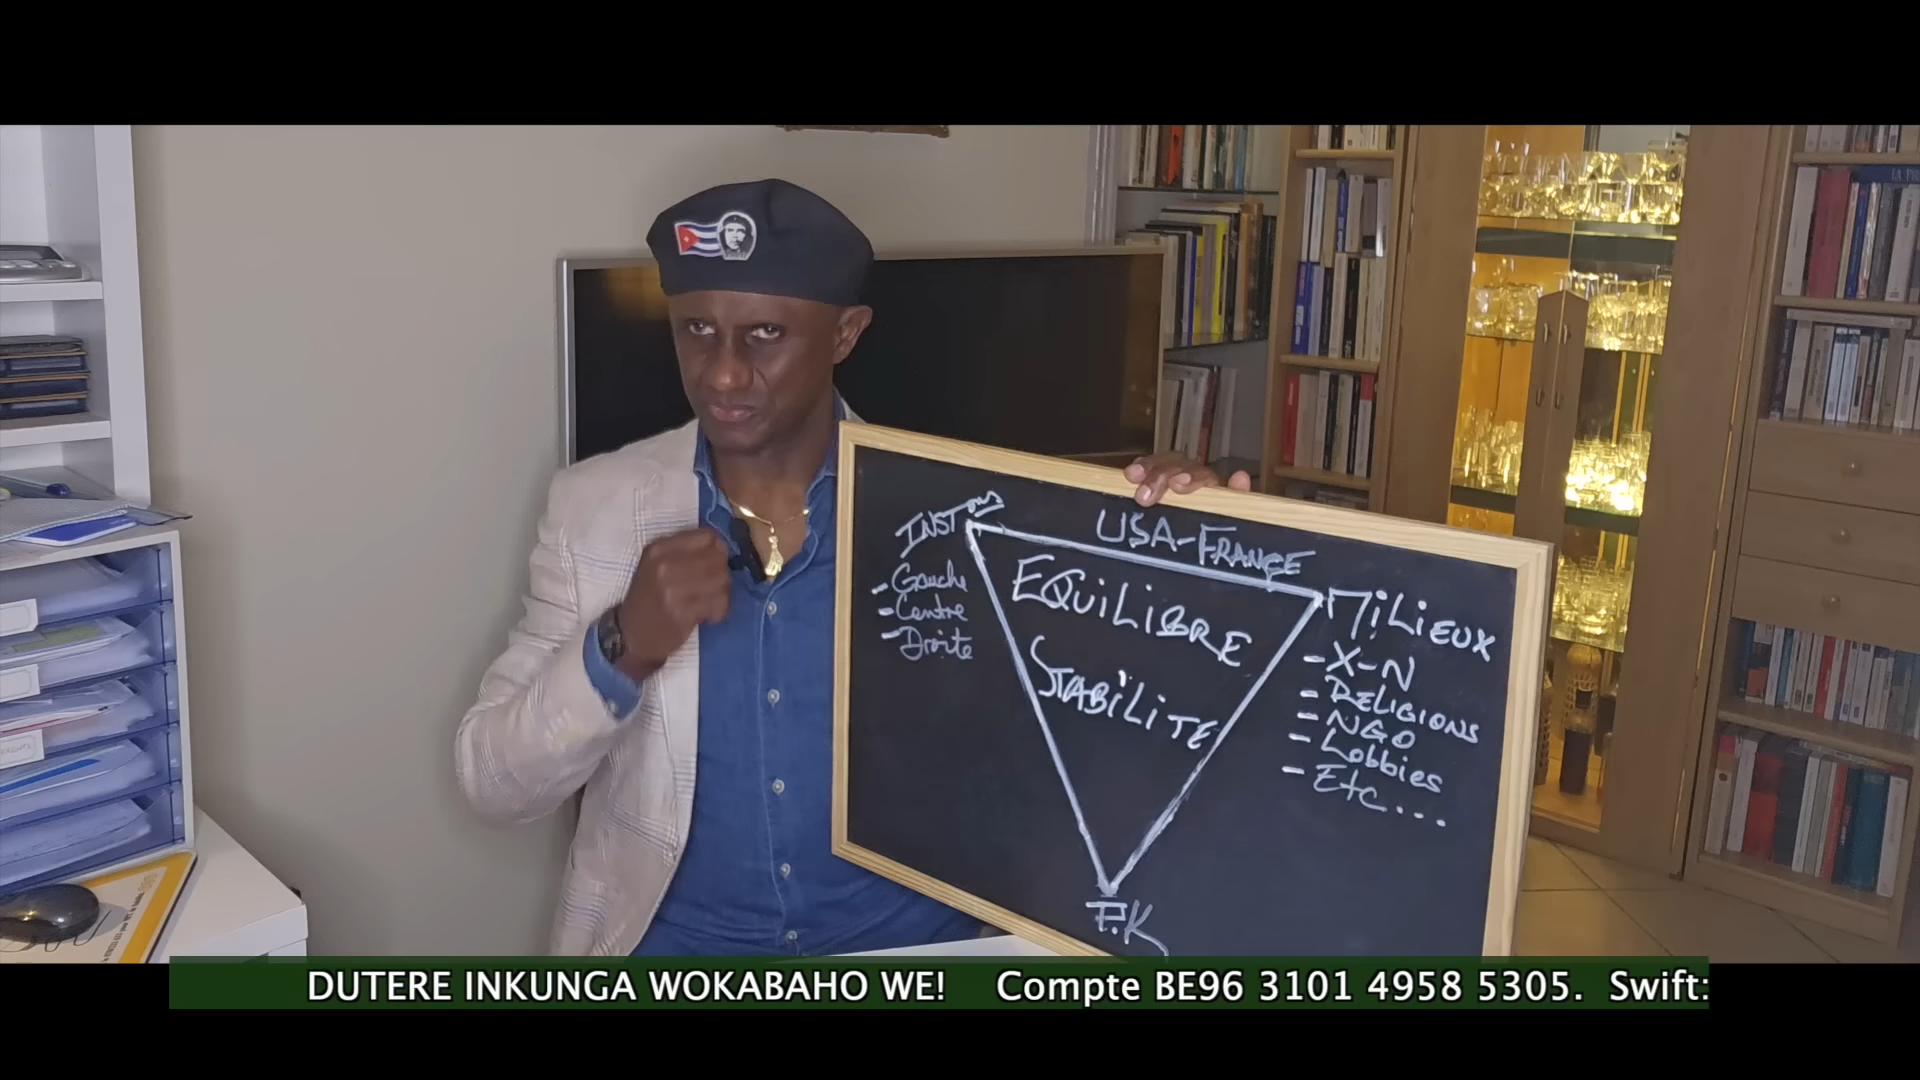 INSTons
- Gauche
- Centre
- Droite
USA-FRANCE
EQUiLiBRE
STABiLiTE
MiLiEUX
- X-N
- RELIGIONS
- NGO
- Lobbies
- Etc....
P.K
DUTERE INKUNGA WOKABAHO WE! Compte BE96 3101 4958 5305. Swift: